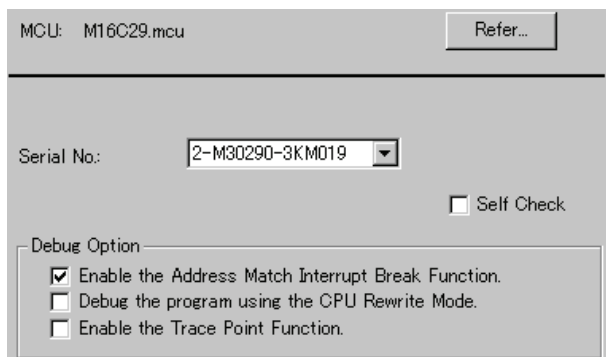 MCU: M16C29.mcu Refer...
Serial No.: 2-M30290-3KM019
Self Check
Debug Option
Enable the Address Match Interrupt Break Function.
Debug the program using the CPU Rewrite Mode.
Enable the Trace Point Function.